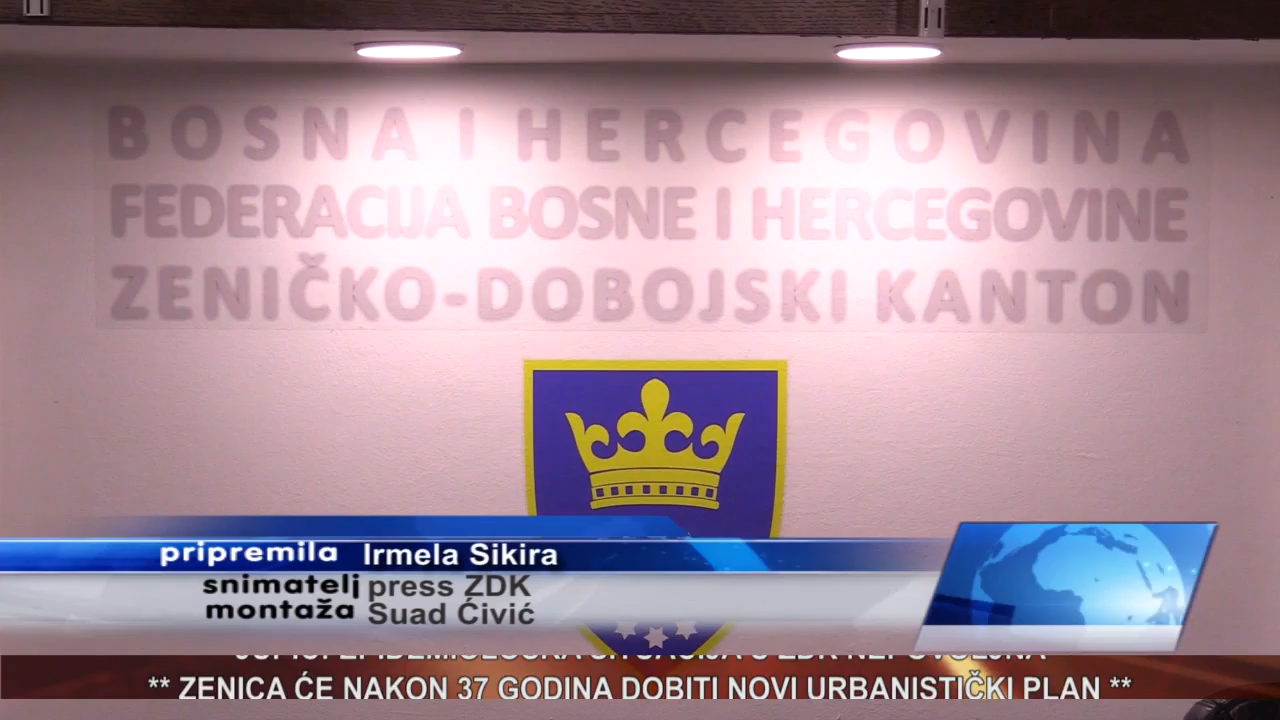 BOSNA I HERCEGOVINA
FEDERACIJA BOSNE I HERCEGOVINE
ZENIČKO-DOBOJSKI KANTON
pripremila Irmela Sikira
snimatelj press ZDK
montaža Suad Ćivić
** ZENICA ĆE NAKON 37 GODINA DOBITI NOVI URBANISTIČKI PLAN **